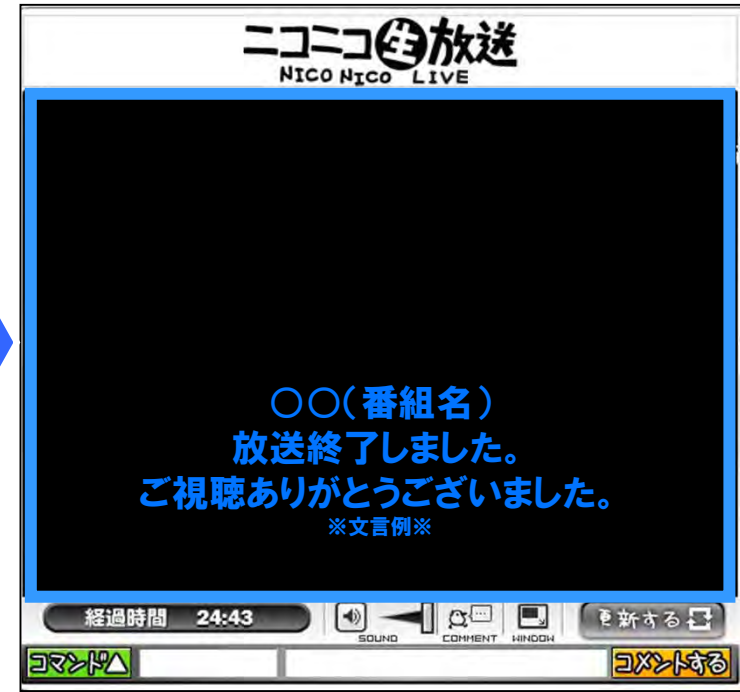 ニコニコ生放送
NICO NICO LIVE
○○(番組名)
放送終了しました。
ご視聴ありがとうございました。
※文言例※
経過時間 24:43
SOUND
COMMENT
WINDOW
更新する
コマンド△
コメントする